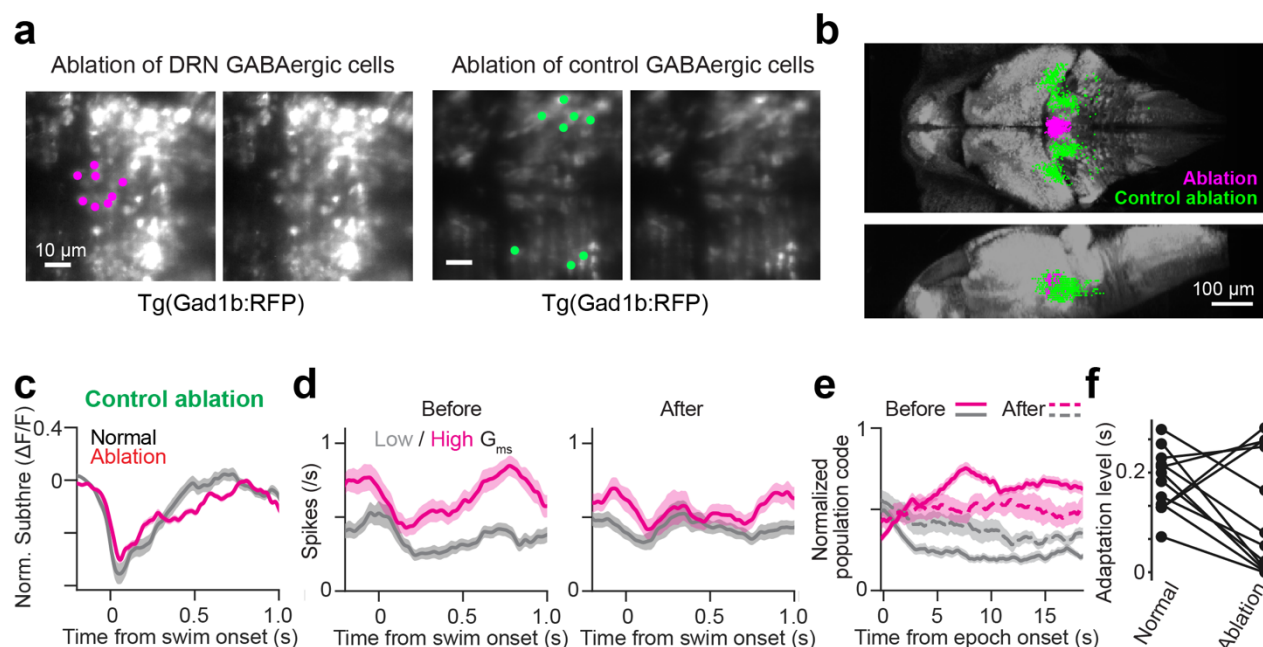 a
Ablation of DRN GABAergic cells
Ablation of control GABAergic cells
10 µm
Tg(Gad1b:RFP)
Tg(Gad1b:RFP)
b
Ablation
Control ablation
100 µm
c
Control ablation
Normal
Ablation
Norm. Subthre (ΔF/F)
0.4
0
0
0.5
1.0
Time from swim onset (s)
d
Before
After
Low / High Gms
Spikes (/s)
1
0
0
0.5
1.0
Time from swim onset (s)
1
0
0
0.5
1.0
Time from swim onset (s)
e
Before
After
Normalized
population code
1
0
0
5
10
15
Time from epoch onset (s)
f
Adaptation level (s)
0.2
0
Normal
Ablation